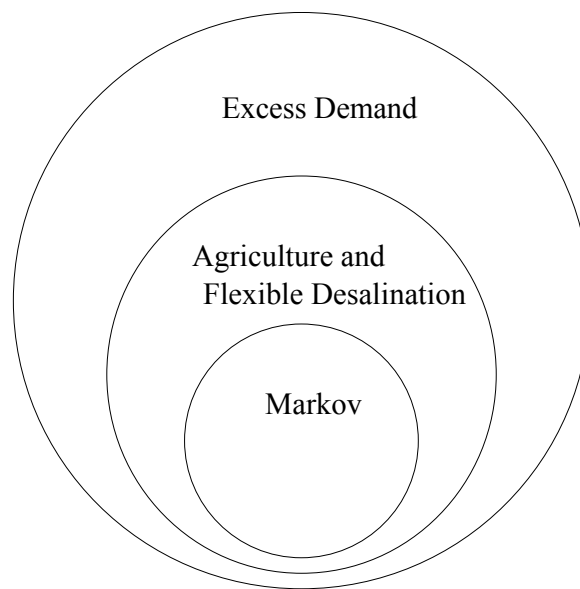 Excess Demand
Agriculture and
Flexible Desalination
Markov